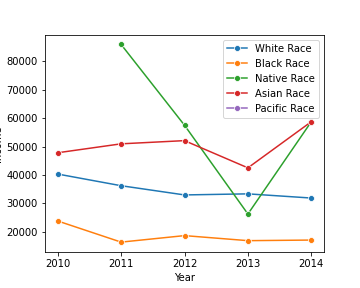 White Race
Black Race
Native Race
Asian Race
Pacific Race
80000
70000
60000
50000
40000
30000
20000
2010
2011
2012
2013
2014
Year